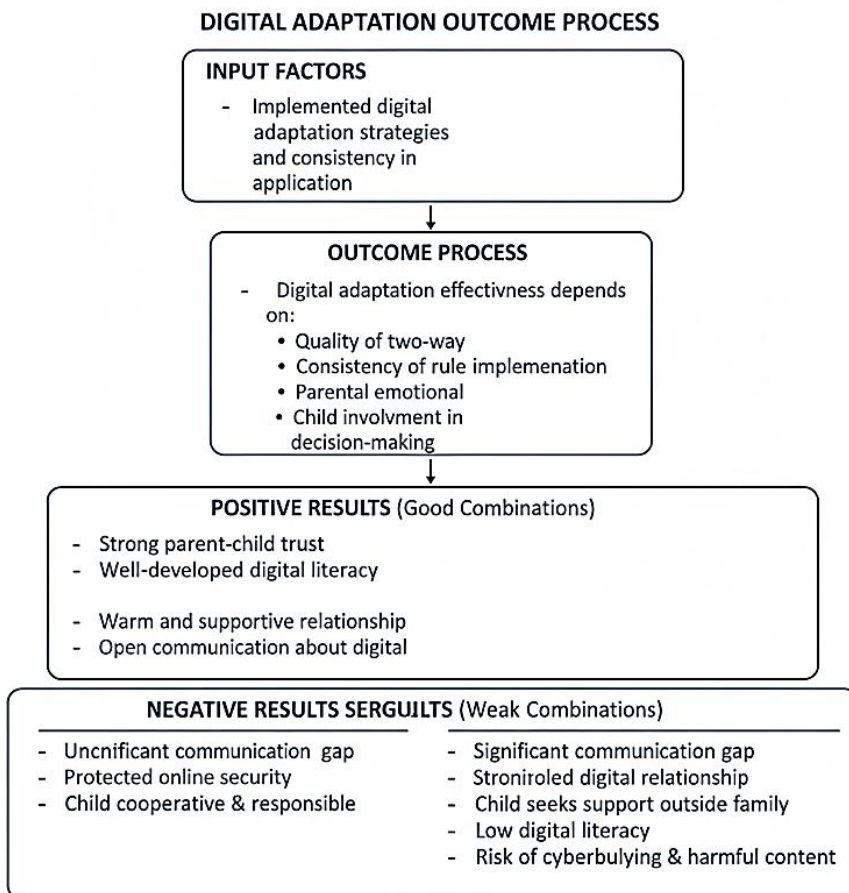 DIGITAL ADAPTATION OUTCOME PROCESS
INPUT FACTORS
- Implemented digital
adaptation strategies
and consistency in
application
OUTCOME PROCESS
- Digital adaptation effectivness depends
on:
• Quality of two-way
• Consistency of rule implemenation
• Parental emotional
• Child involvment in
decision-making
POSITIVE RESULTS (Good Combinations)
- Strong parent-child trust
- Well-developed digital literacy
- Warm and supportive relationship
- Open communication about digital
NEGATIVE RESULTS SERGUILTS (Weak Combinations)
- Uncnificant communication gap
- Protected online security
- Child cooperative & responsible
- Significant communication gap
- Stroniroled digital relationship
- Child seeks support outside family
- Low digital literacy
- Risk of cyberbulying & harmful content